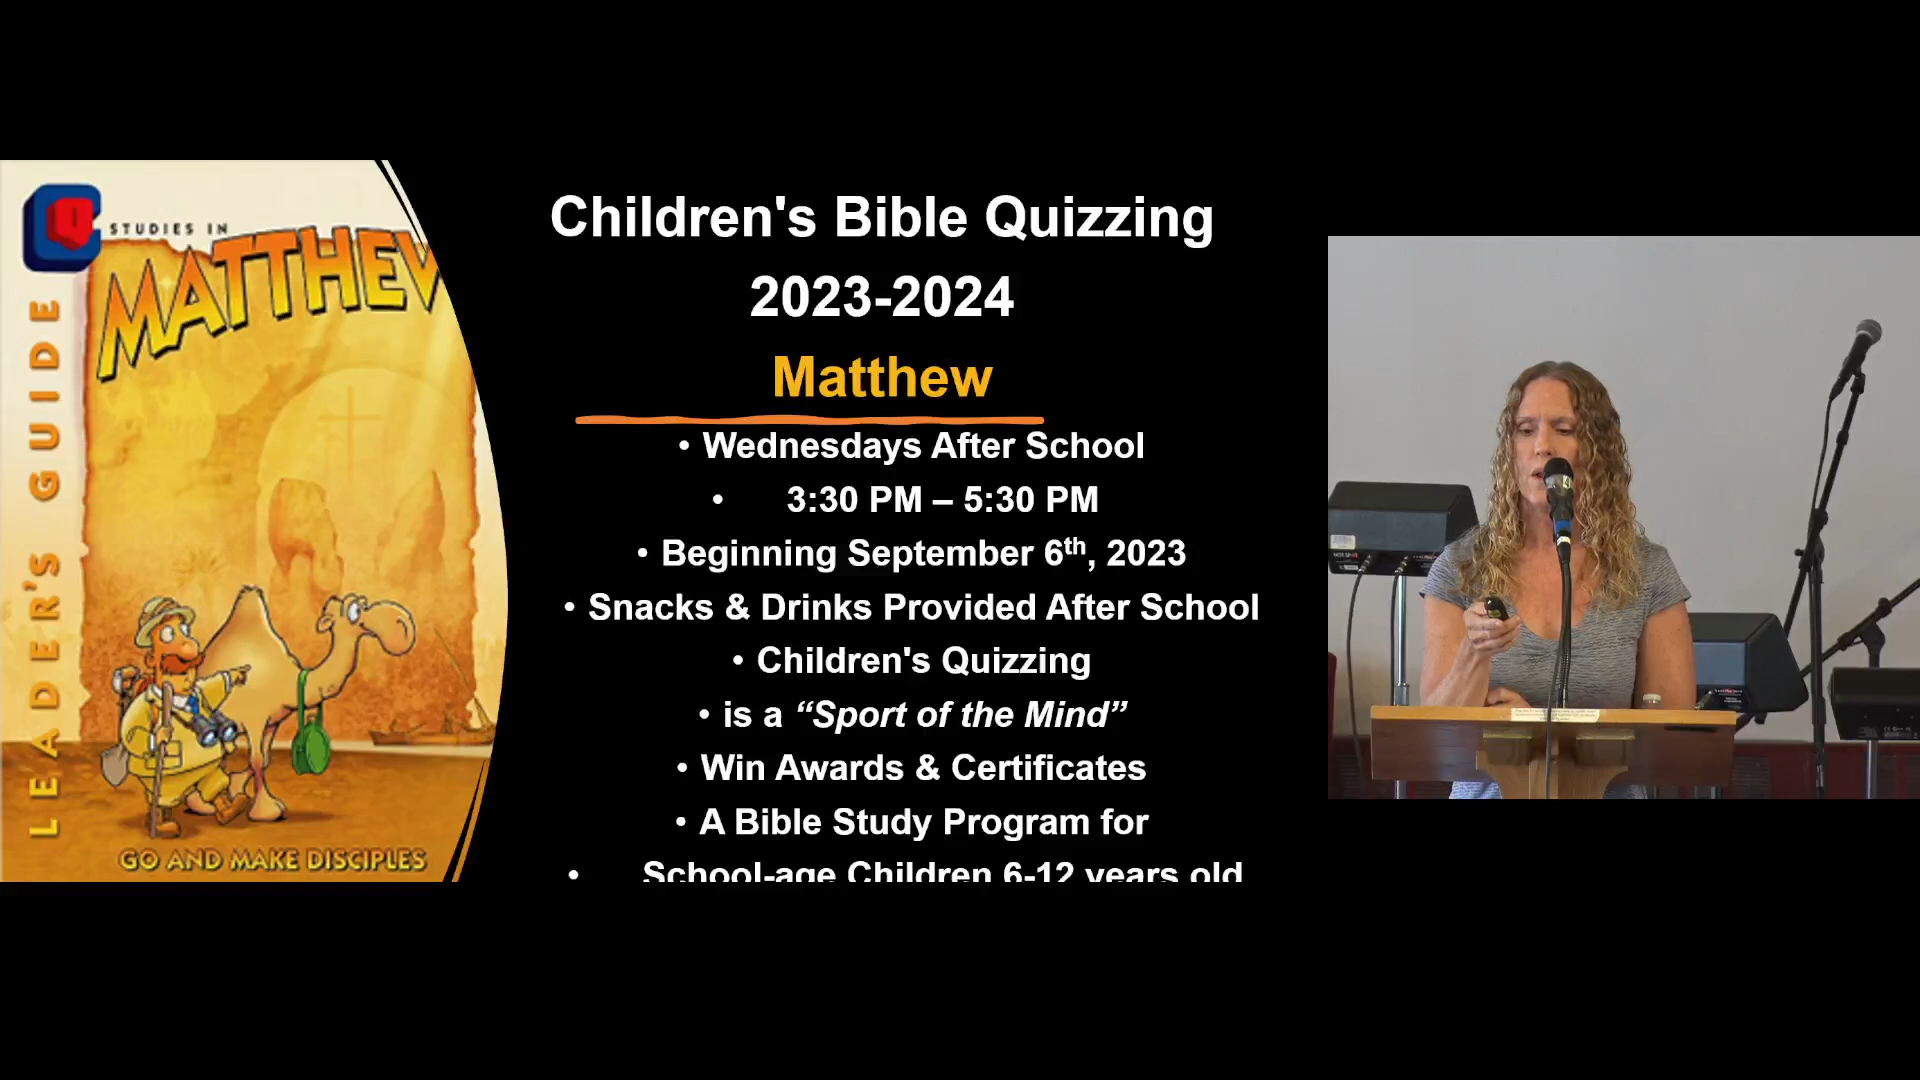 STUDIES IN
MATTHEW
LEADER'S GUIDE
GO AND MAKE DISCIPLES
Children's Bible Quizzing
2023-2024
Matthew
• Wednesdays After School
• 3:30 PM – 5:30 PM
• Beginning September 6th, 2023
• Snacks & Drinks Provided After School
• Children's Quizzing
• is a “Sport of the Mind”
• Win Awards & Certificates
• A Bible Study Program for
• School-age Children 6-12 years old